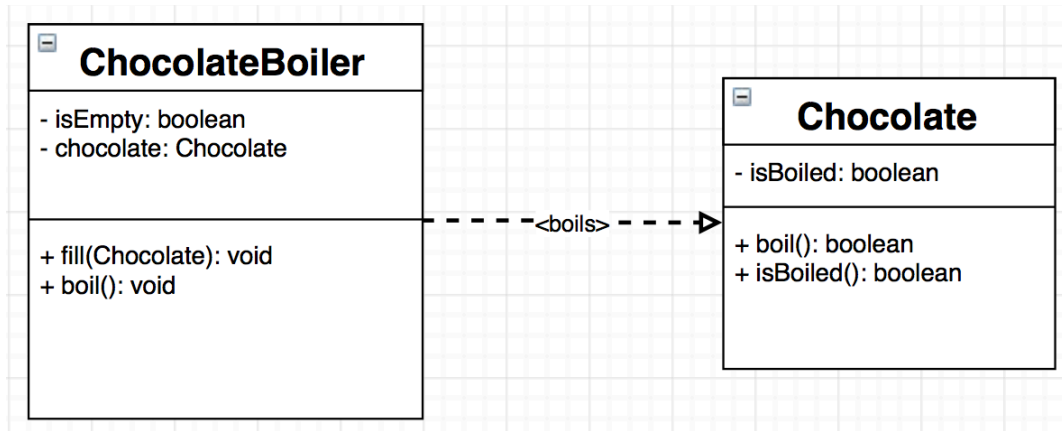 ChocolateBoiler
- isEmpty: boolean
- chocolate: Chocolate
+ fill(Chocolate): void
+ boil(): void
<boils>
Chocolate
- isBoiled: boolean
+ boil(): boolean
+ isBoiled(): boolean